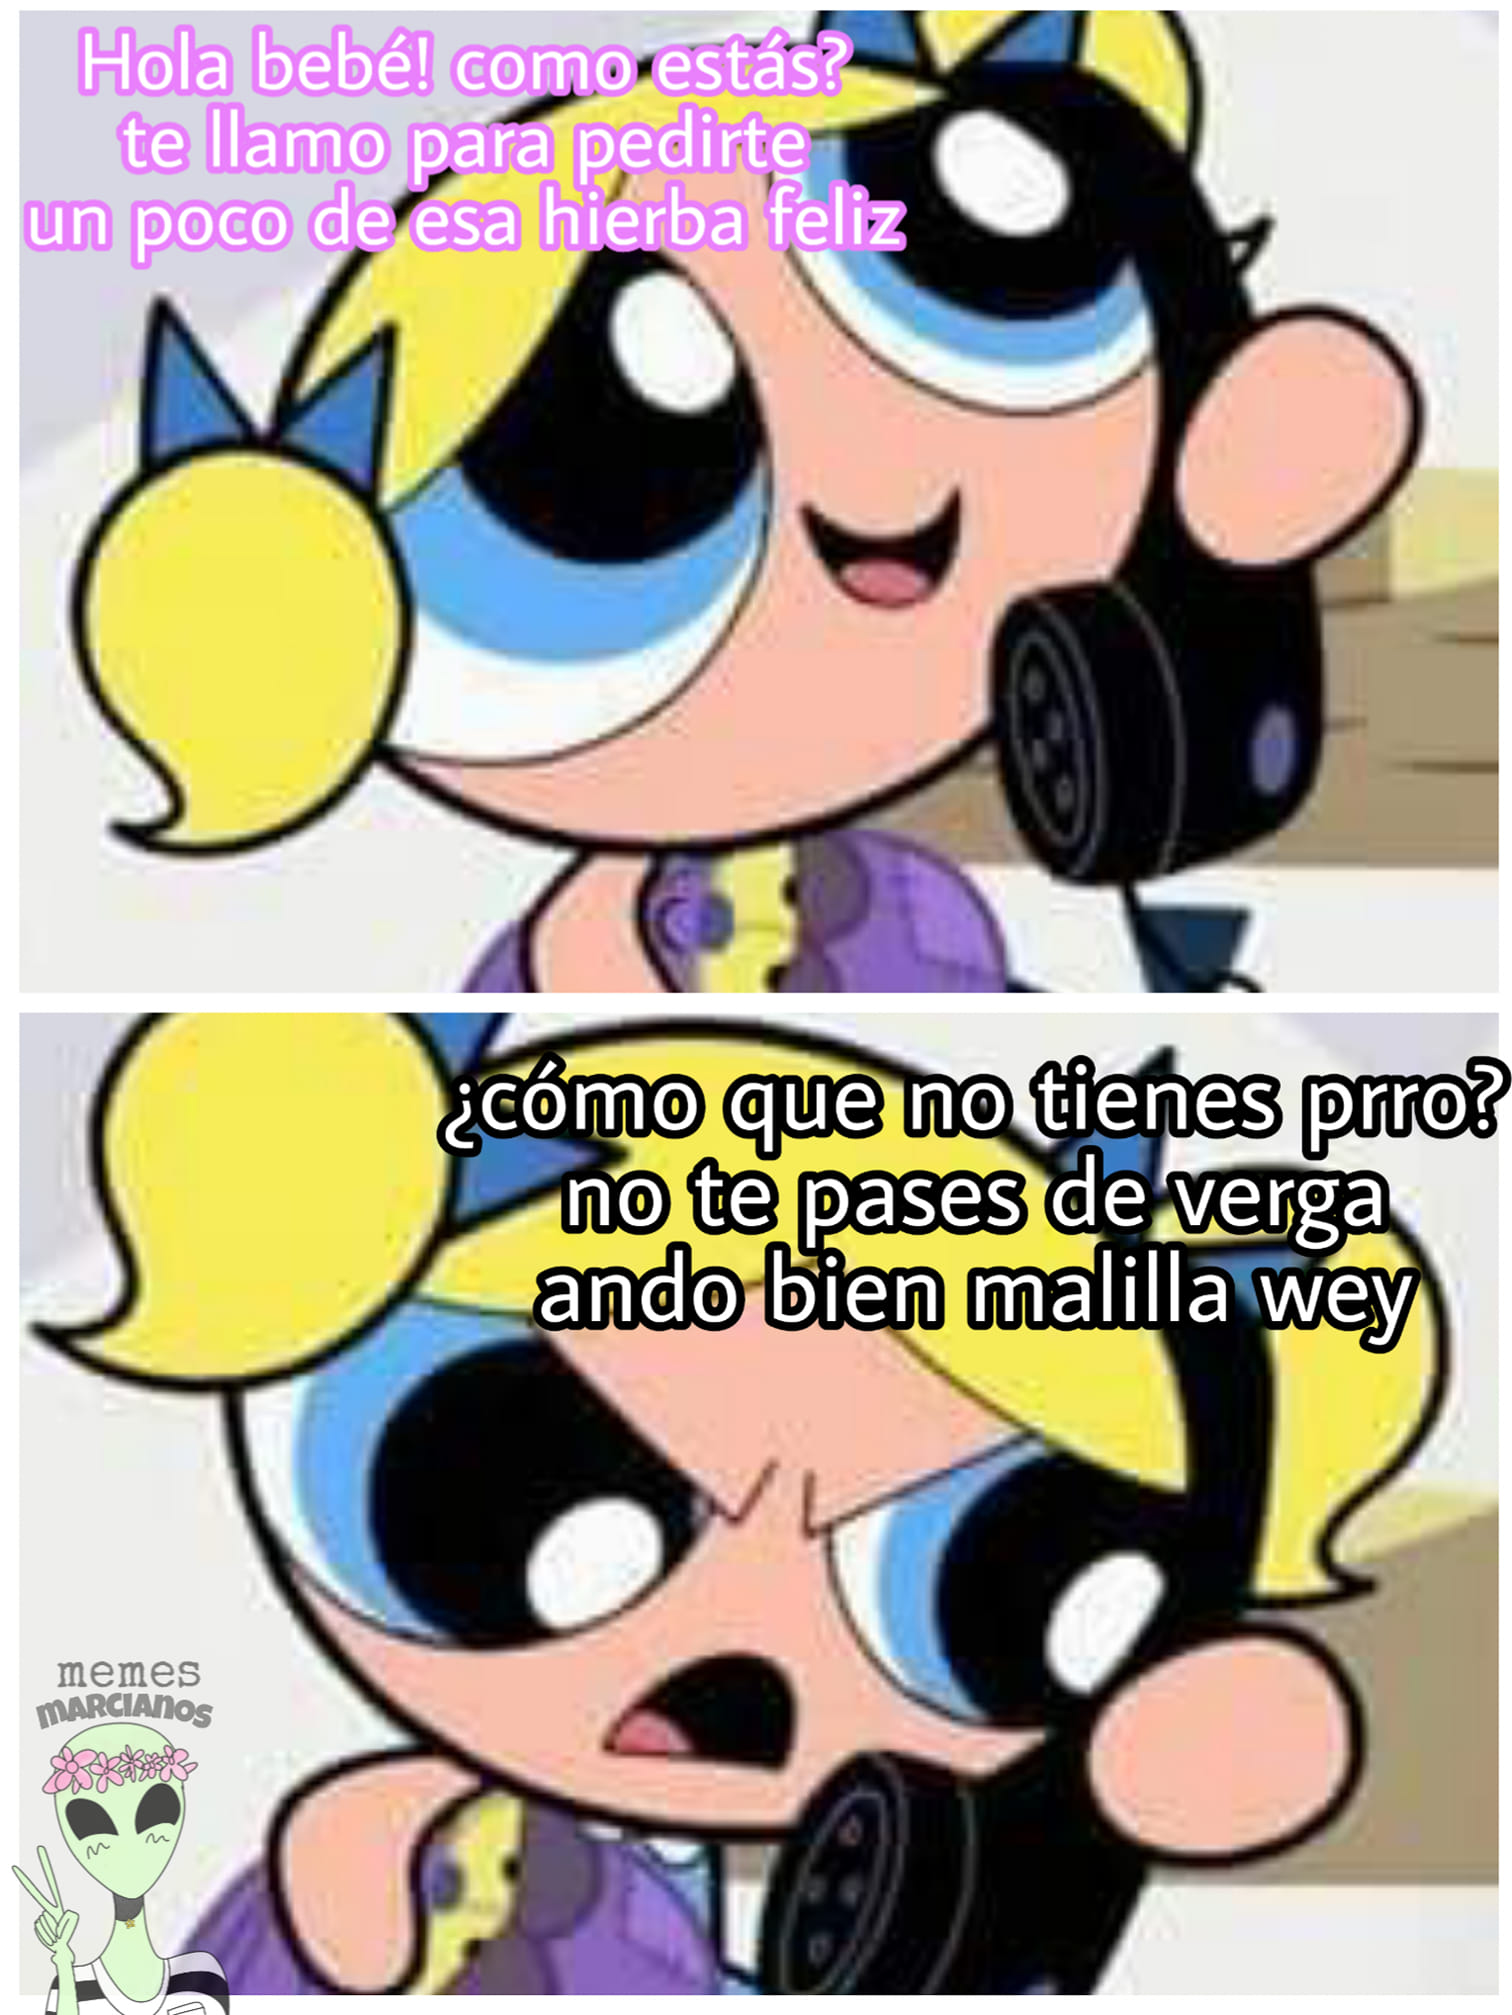 Hola bebé! como estás?
te llamo para pedirte
un poco de esa hierba feliz
¿cómo que no tienes prro?
no te pases de verga
ando bien malilla wey
memes
MARCIANOS